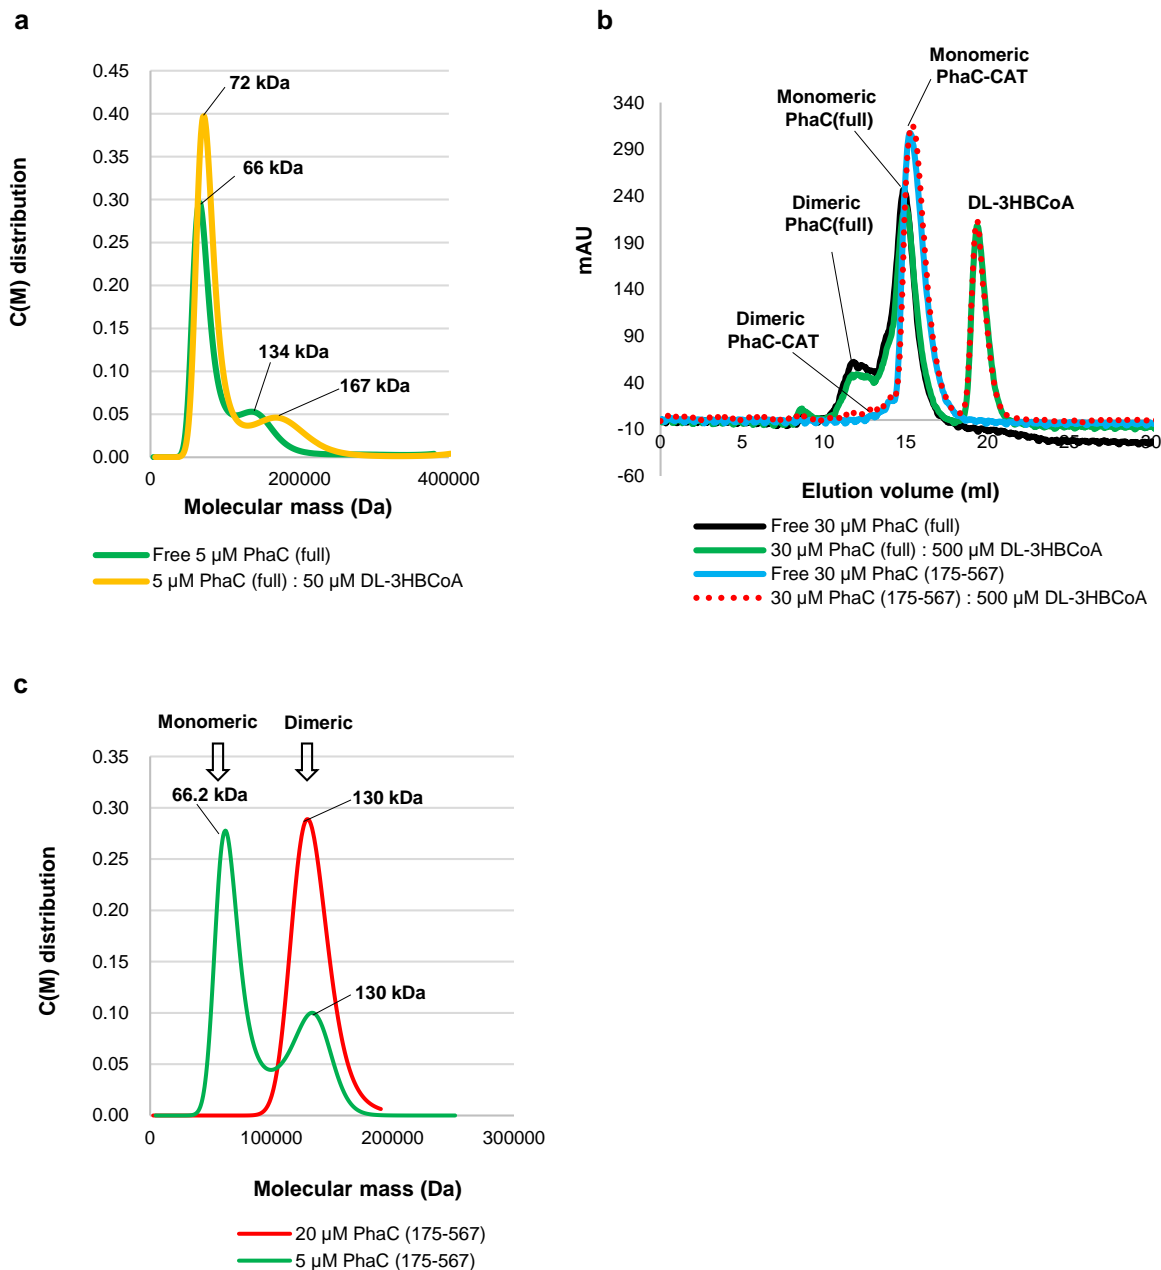 a
0.45
0.40
0.35
0.30
0.25
0.20
0.15
0.10
0.05
0.00
C(M) distribution
72 kDa
66 kDa
134 kDa
167 kDa
0
200000
400000
Molecular mass (Da)
Free 5 µM PhaC (full)
5 µM PhaC (full) : 50 µM DL-3HBCoA
b
340
290
240
190
140
90
40
-10
-60
mAU
Monomeric
PhaC-CAT
Monomeric
PhaC(full)
Dimeric
PhaC(full)
Dimeric
PhaC-CAT
DL-3HBCoA
0
5
10
15
20
25
30
Elution volume (ml)
Free 30 µM PhaC (full)
30 µM PhaC (full) : 500 µM DL-3HBCoA
Free 30 µM PhaC (175-567)
30 µM PhaC (175-567) : 500 µM DL-3HBCoA
c
Monomeric
Dimeric
0.35
0.30
0.25
0.20
0.15
0.10
0.05
0.00
C(M) distribution
66.2 kDa
130 kDa
130 kDa
0
100000
200000
300000
Molecular mass (Da)
20 µM PhaC (175-567)
5 µM PhaC (175-567)